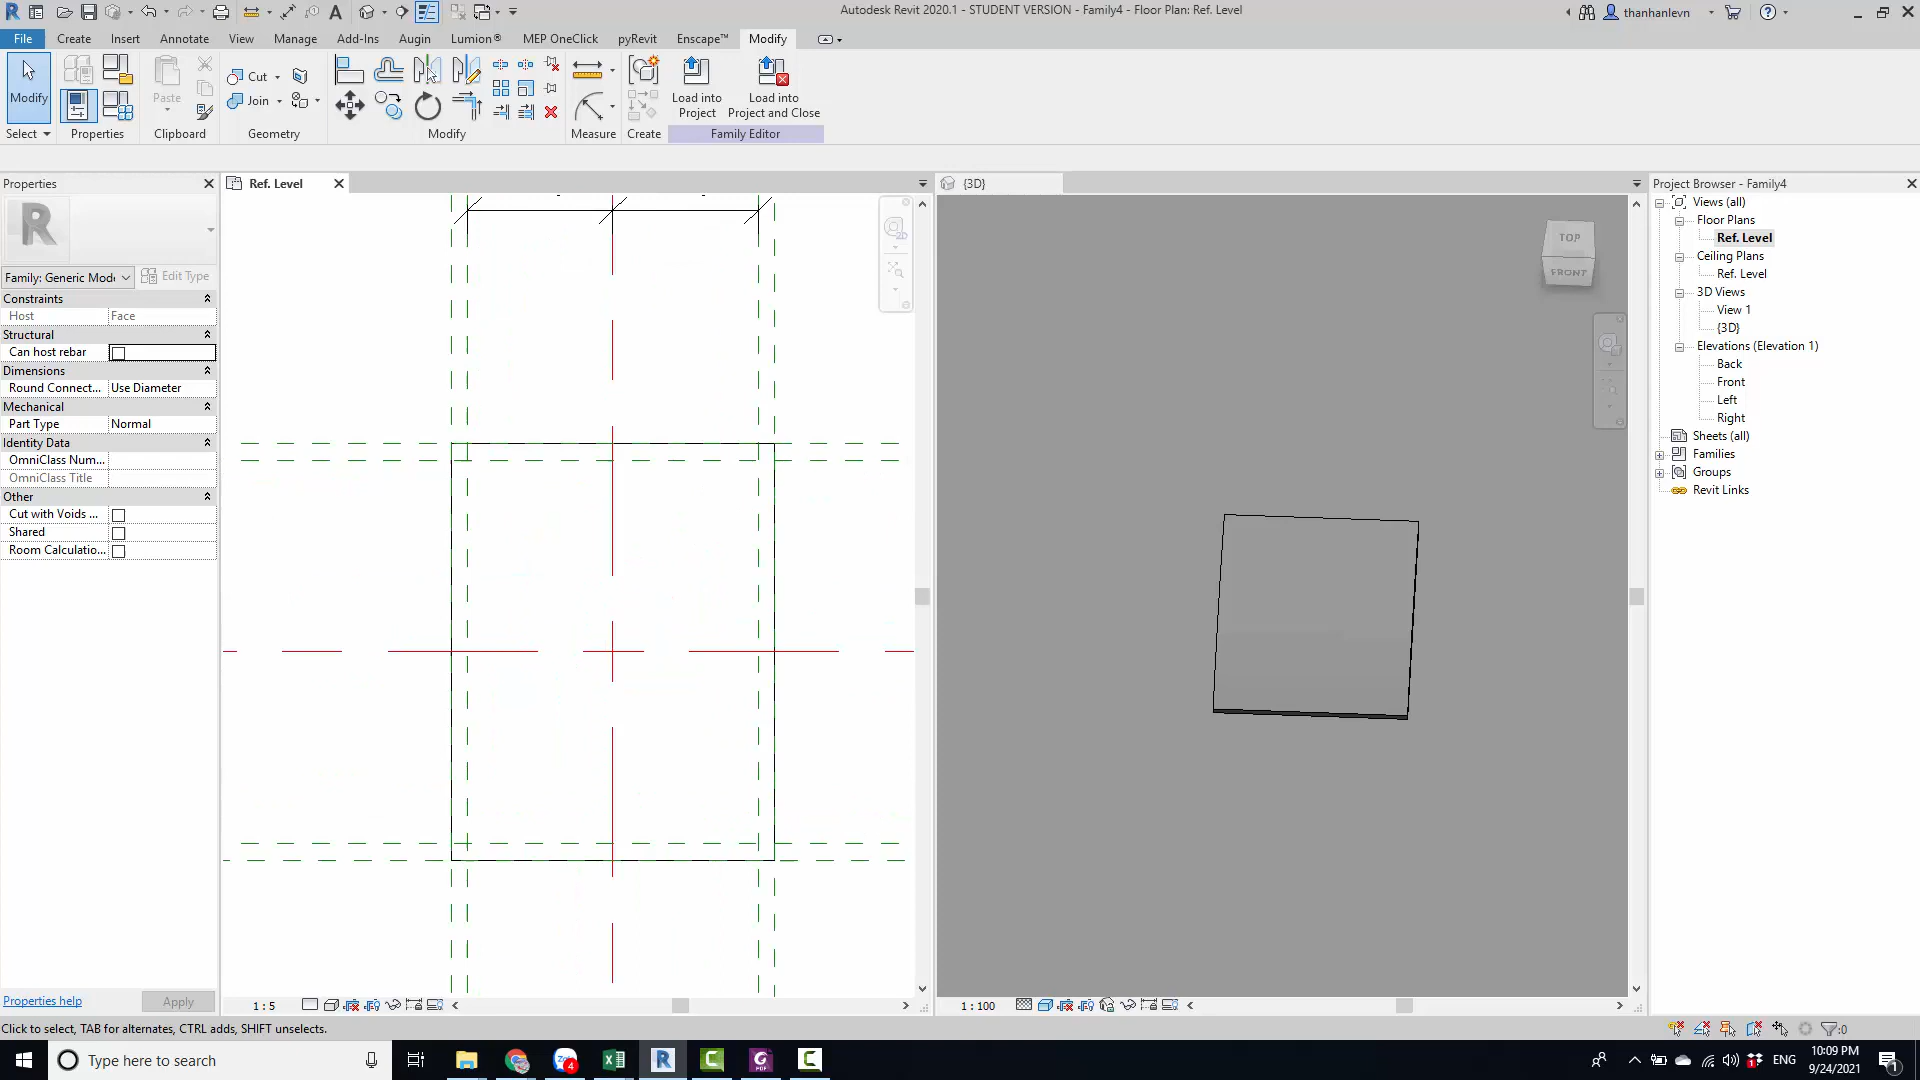 Autodesk Revit 2020.1 - STUDENT VERSION - Family4 - Floor Plan: Ref. Level
thanhanlevn
File
Create
Insert
Annotate
View
Manage
Add-Ins
Augin
Lumion®
MEP OneClick
pyRevit
Enscape™
Modify
Modify
Paste
Cut
Join
Load into
Project
Load into
Project and Close
Select
Properties
Clipboard
Geometry
Modify
Measure
Create
Family Editor
Properties
Family: Generic Mod
Edit Type
Constraints
Host
Face
Structural
Can host rebar
Dimensions
Round Connect...
Use Diameter
Mechanical
Part Type
Normal
Identity Data
OmniClass Num...
OmniClass Title
Other
Cut with Voids ...
Shared
Room Calculatio...
Properties help
Apply
Ref. Level
1 : 5
{3D}
TOP
FRONT
1 : 100
Project Browser - Family4
Views (all)
Floor Plans
Ref. Level
Ceiling Plans
Ref. Level
3D Views
View 1
{3D}
Elevations (Elevation 1)
Back
Front
Left
Right
Sheets (all)
Families
Groups
Revit Links
Click to select, TAB for alternates, CTRL adds, SHIFT unselects.
:0
Type here to search
4
ENG
10:09 PM
9/24/2021
1